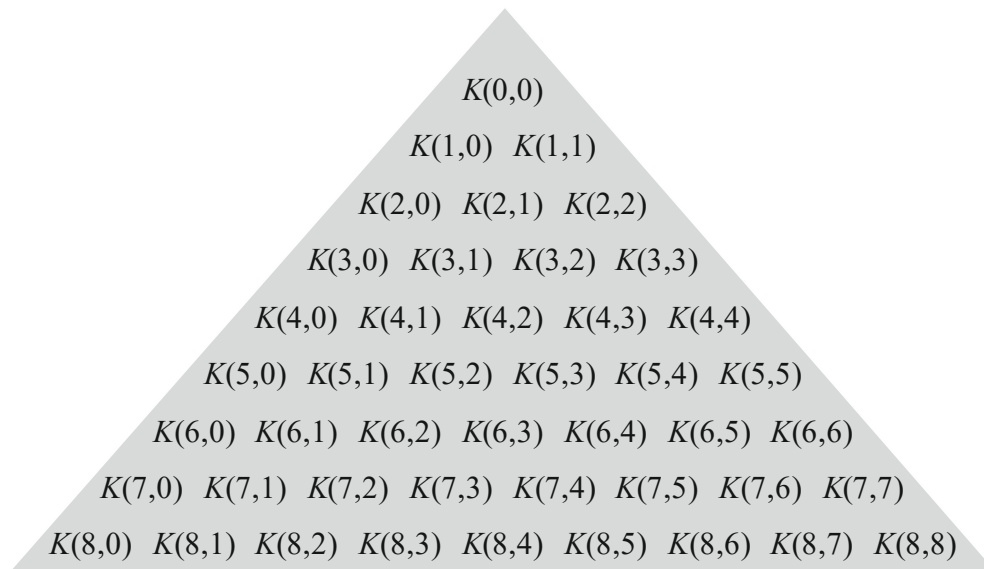 K(0,0)
K(1,0) K(1,1)
K(2,0) K(2,1) K(2,2)
K(3,0) K(3,1) K(3,2) K(3,3)
K(4,0) K(4,1) K(4,2) K(4,3) K(4,4)
K(5,0) K(5,1) K(5,2) K(5,3) K(5,4) K(5,5)
K(6,0) K(6,1) K(6,2) K(6,3) K(6,4) K(6,5) K(6,6)
K(7,0) K(7,1) K(7,2) K(7,3) K(7,4) K(7,5) K(7,6) K(7,7)
K(8,0) K(8,1) K(8,2) K(8,3) K(8,4) K(8,5) K(8,6) K(8,7) K(8,8)